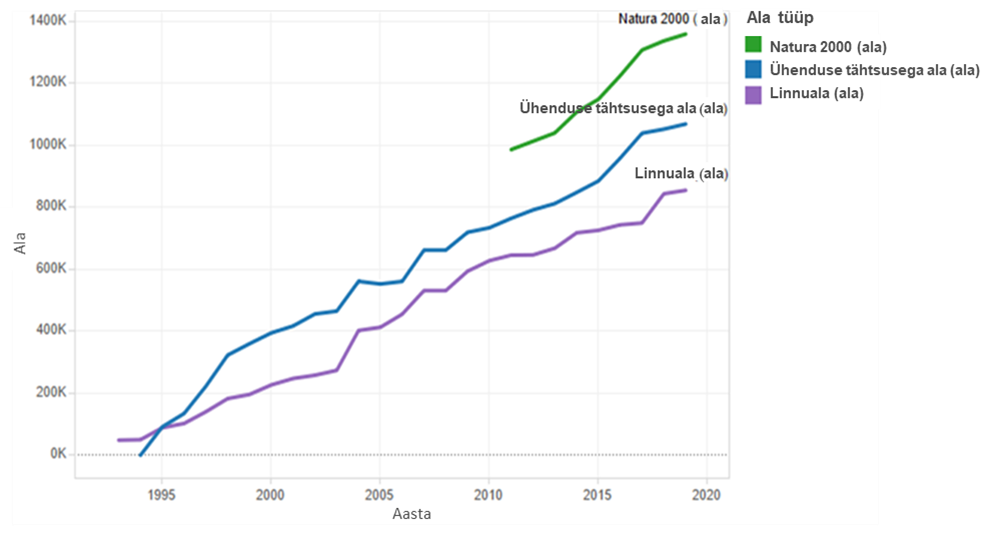 Natura 2000 ( ala )
Ühenduse tähtsusega ala (ala)
Linnuala (ala)
Ala tüüp
Natura 2000 (ala)
Ühenduse tähtsusega ala (ala)
Linnuala (ala)
1400K
1200K
1000K
800K
600K
400K
200K
0K
Ala
1995
2000
2005
2010
2015
2020
Aasta